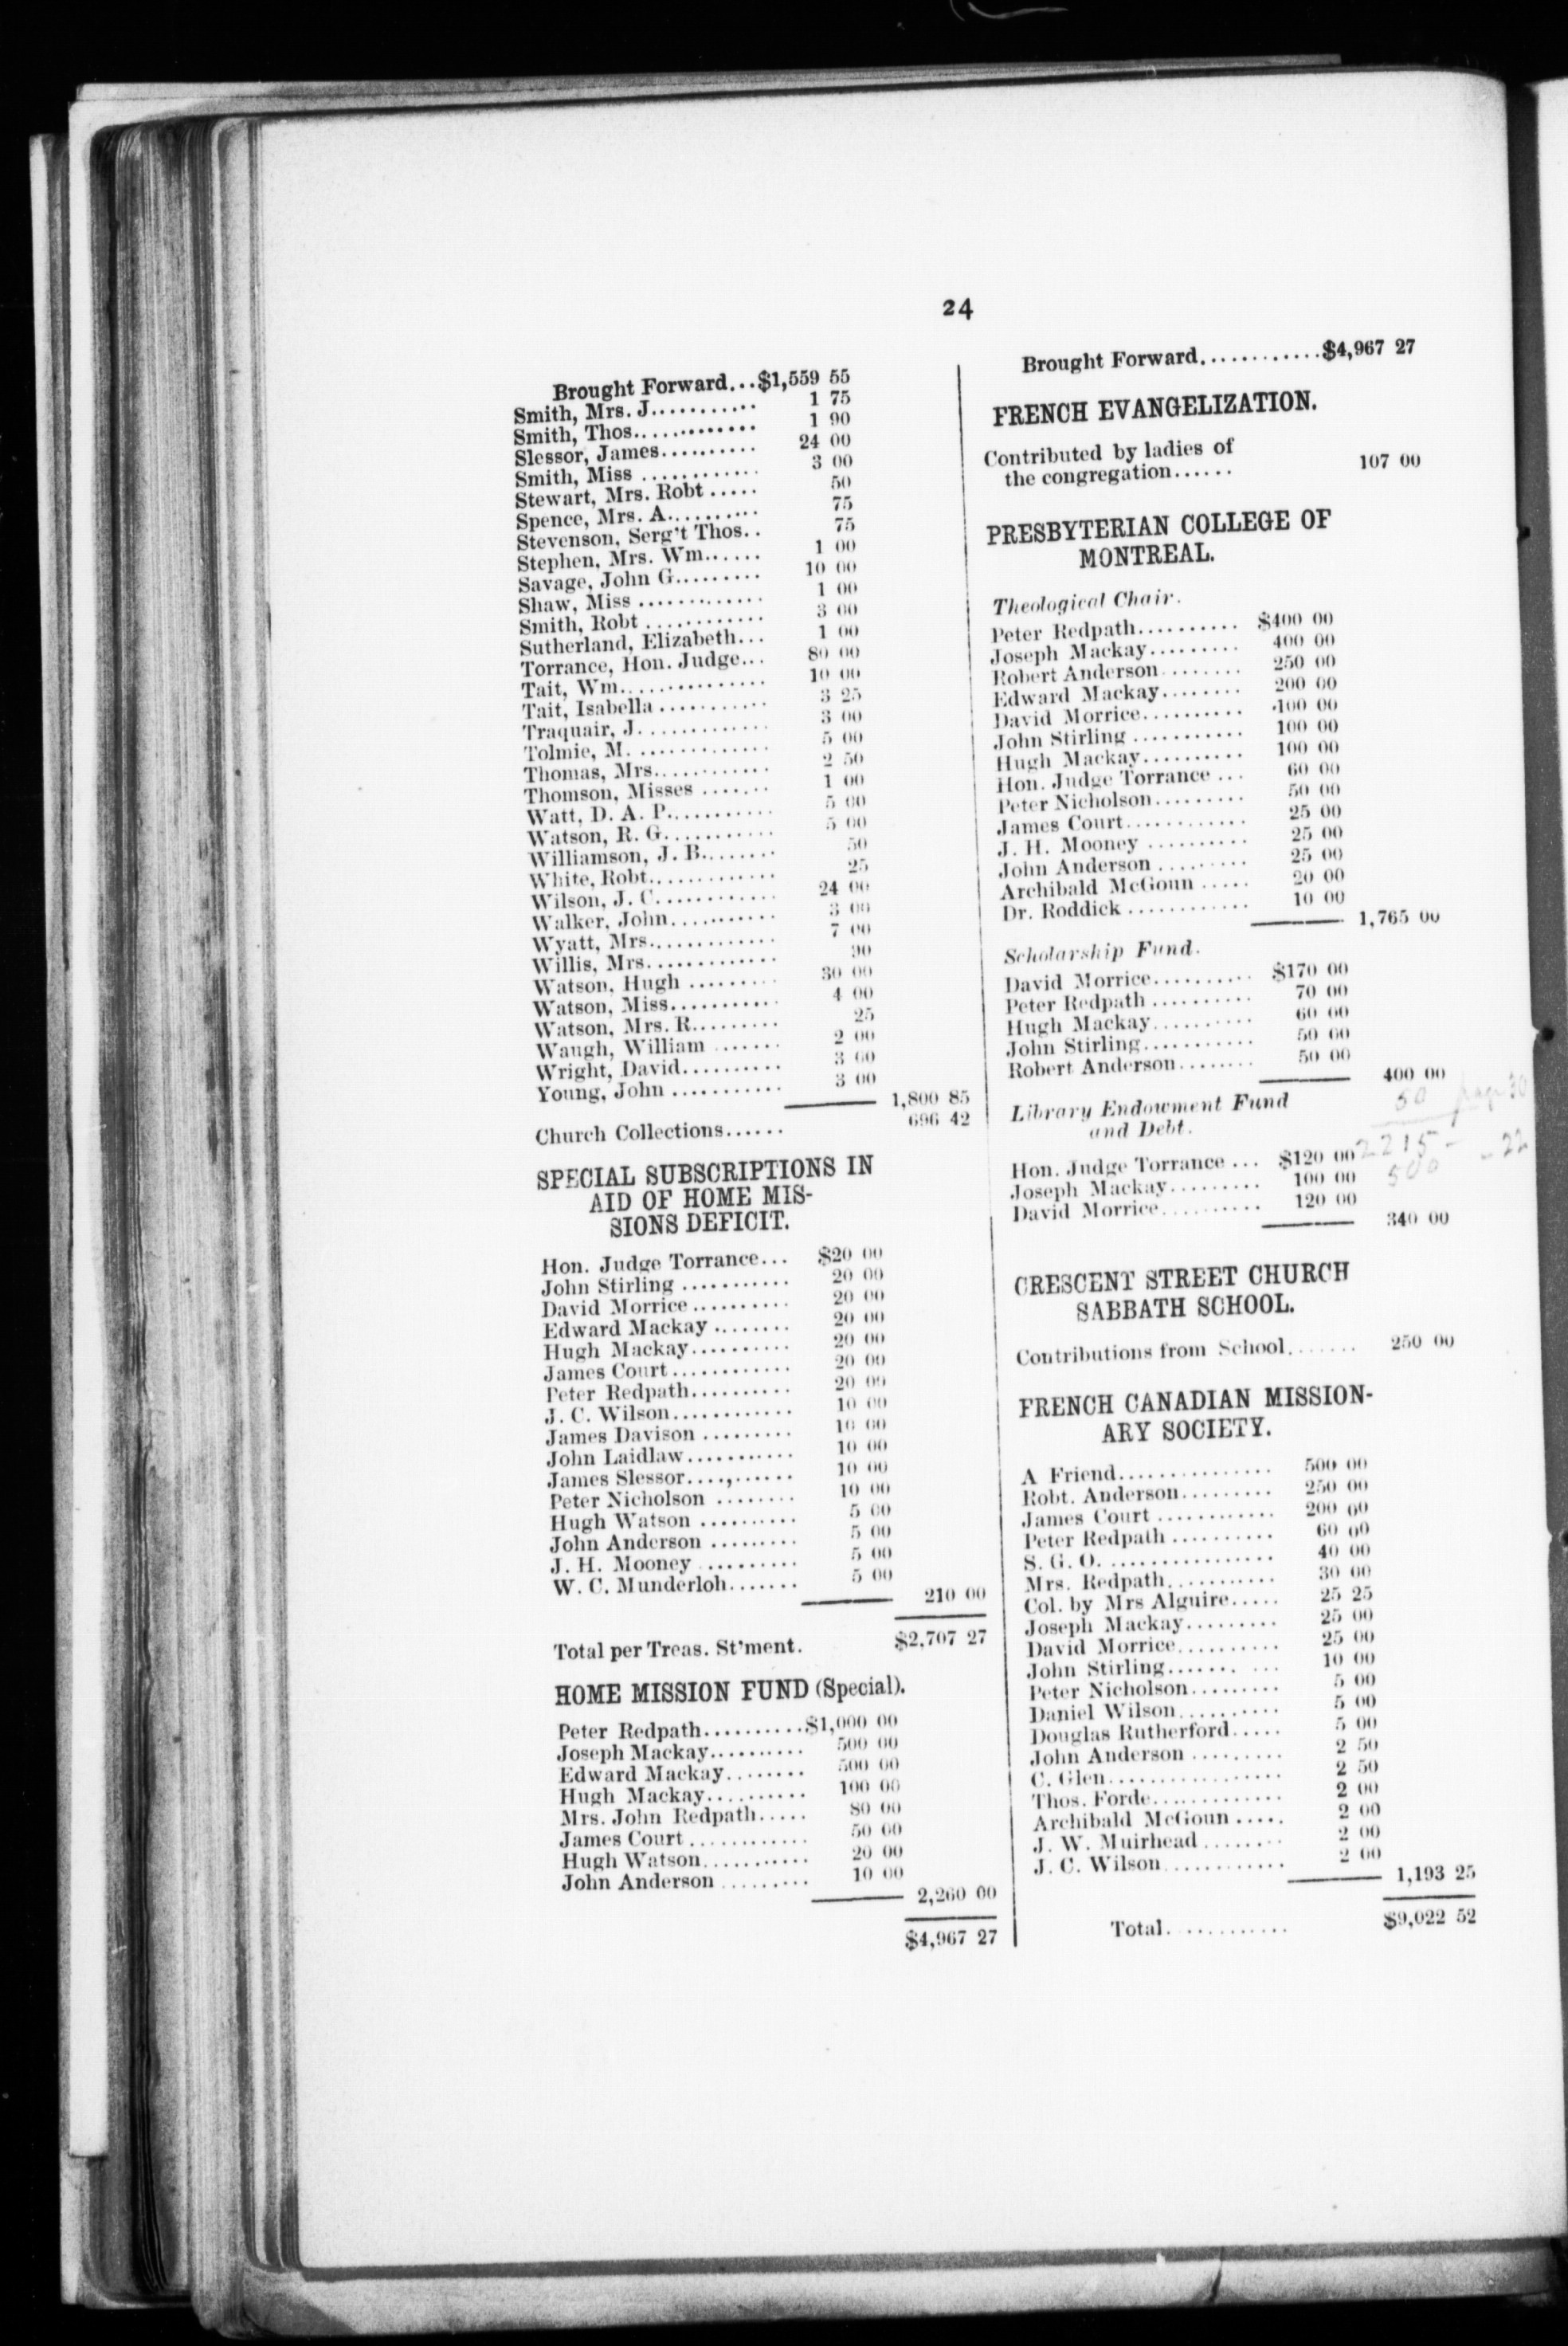 24
Brought Forward...$1,559 55
Smith, Mrs. J........... 1 75
Smith, Thos............. 1 90
Slessor, James.......... 24 00
Smith, Miss ............ 3 00
Stewart, Mrs. Robt ..... 50
Spence, Mrs. A.......... 75
Stevenson, Serg't Thos.. 75
Stephen, Mrs. Wm...... 1 00
Savage, John G......... 10 00
Shaw, Miss ............. 1 00
Smith, Robt ............ 3 00
Sutherland, Elizabeth... 1 00
Torrance, Hon. Judge... 80 00
Tait, Wm............... 10 00
Tait, Isabella ........... 3 25
Traquair, J............. 3 00
Tolmie, M. ............. 5 00
Thomas, Mrs............ 2 50
Thomson, Misses ....... 1 00
Watt, D. A. P........... 5 00
Watson, R. G........... 5 00
Williamson, J. B........ 50
White, Robt............. 25
Wilson, J. C............ 24 00
Walker, John........... 3 00
Wyatt, Mrs............. 7 00
Willis, Mrs............. 90
Watson, Hugh ......... 30 00
Watson, Miss........... 4 00
Watson, Mrs. R......... 25
Waugh, William ....... 2 00
Wright, David.......... 3 00
Young, John ........... 3 00
1,800 85
Church Collections...... 696 42
SPECIAL SUBSCRIPTIONS IN
AID OF HOME MIS-
SIONS DEFICIT.
Hon. Judge Torrance... $20 00
John Stirling ........... 20 00
David Morrice.......... 20 00
Edward Mackay ........ 20 00
Hugh Mackay.......... 20 00
James Court............ 20 00
Peter Redpath.......... 20 00
J. C. Wilson............ 10 00
James Davison ......... 10 00
John Laidlaw........... 10 00
James Slessor....,...... 10 00
Peter Nicholson ........ 10 00
Hugh Watson .......... 5 00
John Anderson ......... 5 00
J. H. Mooney .......... 5 00
W. C. Munderloh....... 5 00
210 00
Total per Treas. St'ment. $2,707 27
HOME MISSION FUND (Special).
Peter Redpath..........$1,000 00
Joseph Mackay.......... 500 00
Edward Mackay........ 500 00
Hugh Mackay.......... 100 00
Mrs. John Redpath..... 80 00
James Court............ 50 00
Hugh Watson........... 20 00
John Anderson ......... 10 00
2,260 00
$4,967 27
Brought Forward............$4,967 27
FRENCH EVANGELIZATION.
Contributed by ladies of
the congregation...... 107 00
PRESBYTERIAN COLLEGE OF
MONTREAL.
Theological Chair.
Peter Redpath.......... $400 00
Joseph Mackay......... 400 00
Robert Anderson........ 250 00
Edward Mackay........ 200 00
David Morrice.......... 100 00
John Stirling ........... 100 00
Hugh Mackay.......... 100 00
Hon. Judge Torrance ... 60 00
Peter Nicholson......... 50 00
James Court............ 25 00
J. H. Mooney .......... 25 00
John Anderson ......... 25 00
Archibald McGoun ..... 20 00
Dr. Roddick ............ 10 00
1,765 00
Scholarship Fund.
David Morrice.......... $170 00
Peter Redpath .......... 70 00
Hugh Mackay.......... 60 00
John Stirling........... 50 00
Robert Anderson........ 50 00
400 00
50 page 30
Library Endowment Fund
and Debt.
2215 - - 22
500
Hon. Judge Torrance ... $120 00
Joseph Mackay......... 100 00
David Morrice.......... 120 00
340 00
CRESCENT STREET CHURCH
SABBATH SCHOOL.
Contributions from School....... 250 00
FRENCH CANADIAN MISSION-
ARY SOCIETY.
A Friend............... 500 00
Robt. Anderson......... 250 00
James Court ............ 200 00
Peter Redpath .......... 60 00
S. G. O. ................ 40 00
Mrs. Redpath........... 30 00
Col. by Mrs Alguire..... 25 25
Joseph Mackay......... 25 00
David Morrice.......... 25 00
John Stirling....... ... 10 00
Peter Nicholson......... 5 00
Daniel Wilson.......... 5 00
Douglas Rutherford..... 5 00
John Anderson ......... 2 50
C. Glen................. 2 50
Thos. Forde............. 2 00
Archibald McGoun ..... 2 00
J. W. Muirhead ........ 2 00
J. C. Wilson............ 2 00
1,193 25
Total............ $9,022 52